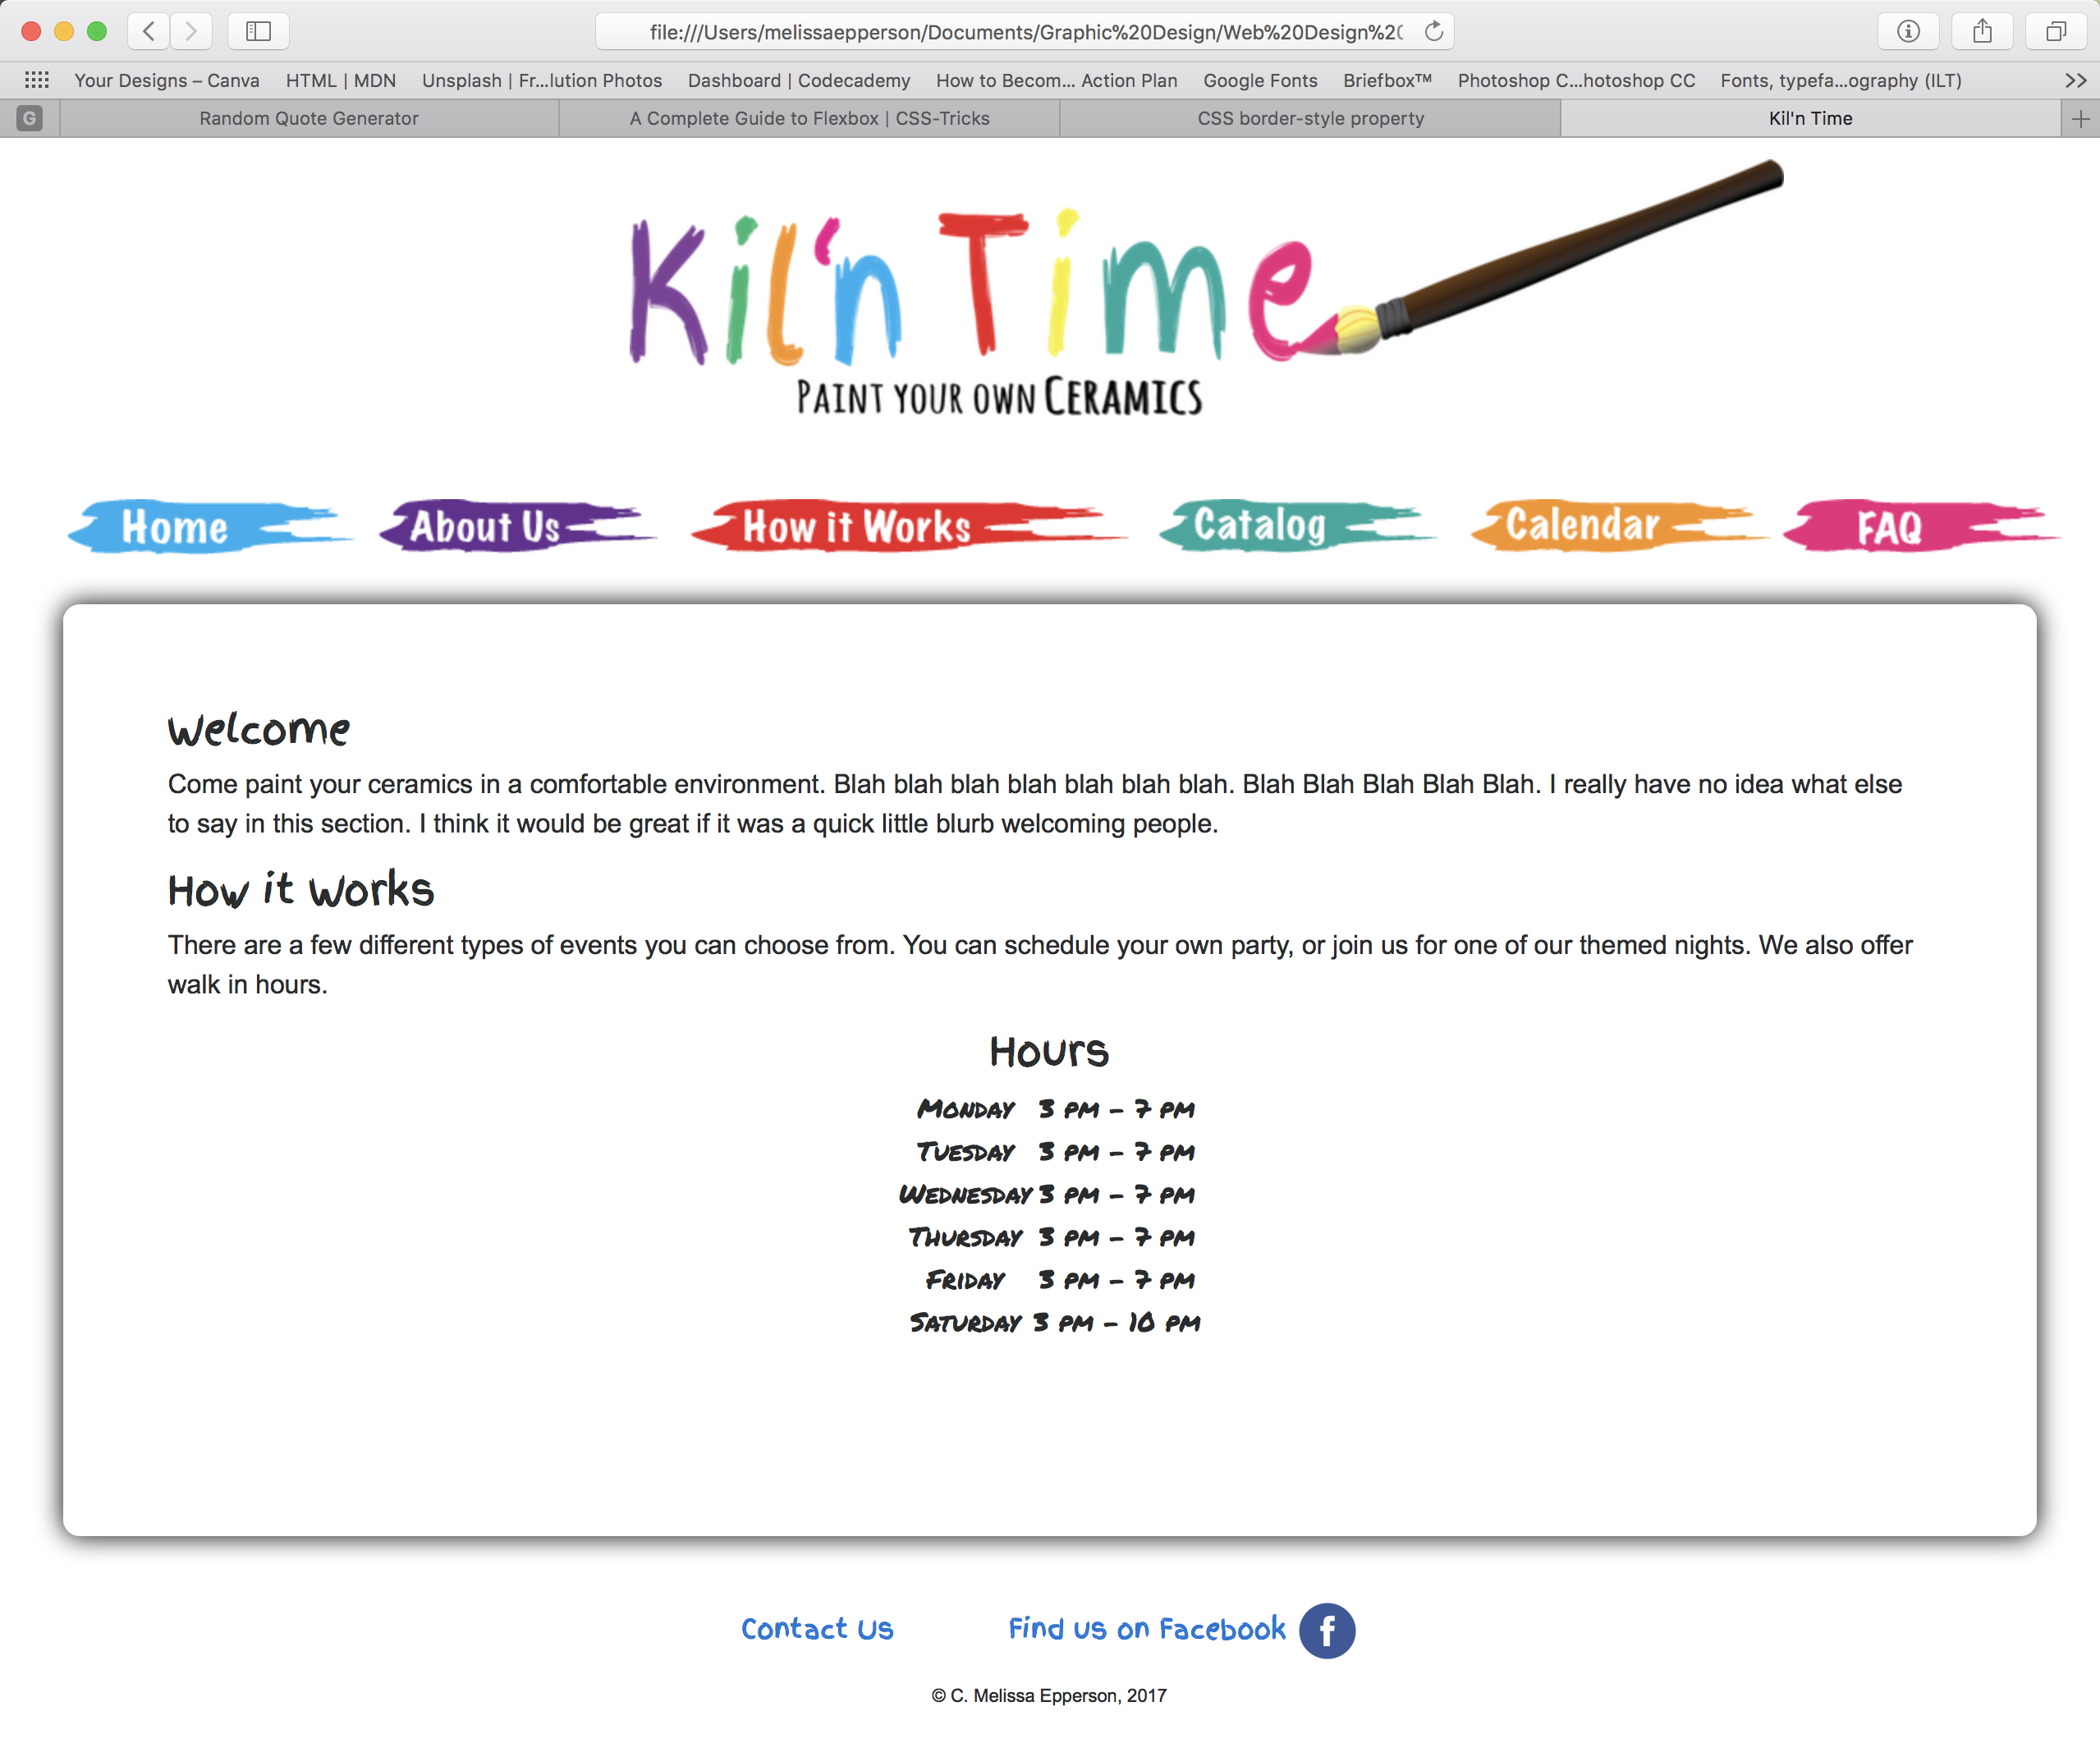 file:///Users/melissaepperson/Documents/Graphic%20Design/Web%20Design%2
Your Designs – Canva HTML | MDN Unsplash | Fr...lution Photos Dashboard | Codecademy How to Becom... Action Plan Google Fonts Briefbox™ Photoshop C...hotoshop CC Fonts, typefa...ography (ILT)
G Random Quote Generator A Complete Guide to Flexbox | CSS-Tricks CSS border-style property Kil'n Time
Kil'n Time
Paint your own Ceramics
Home About Us How it Works Catalog Calendar FAQ
Welcome
Come paint your ceramics in a comfortable environment. Blah blah blah blah blah blah blah. Blah Blah Blah Blah Blah. I really have no idea what else
to say in this section. I think it would be great if it was a quick little blurb welcoming people.
How it Works
There are a few different types of events you can choose from. You can schedule your own party, or join us for one of our themed nights. We also offer
walk in hours.
Hours
Monday 3 pm - 7 pm
Tuesday 3 pm - 7 pm
Wednesday 3 pm - 7 pm
Thursday 3 pm - 7 pm
Friday 3 pm - 7 pm
Saturday 3 pm - 10 pm
Contact Us Find us on Facebook f
© C. Melissa Epperson, 2017